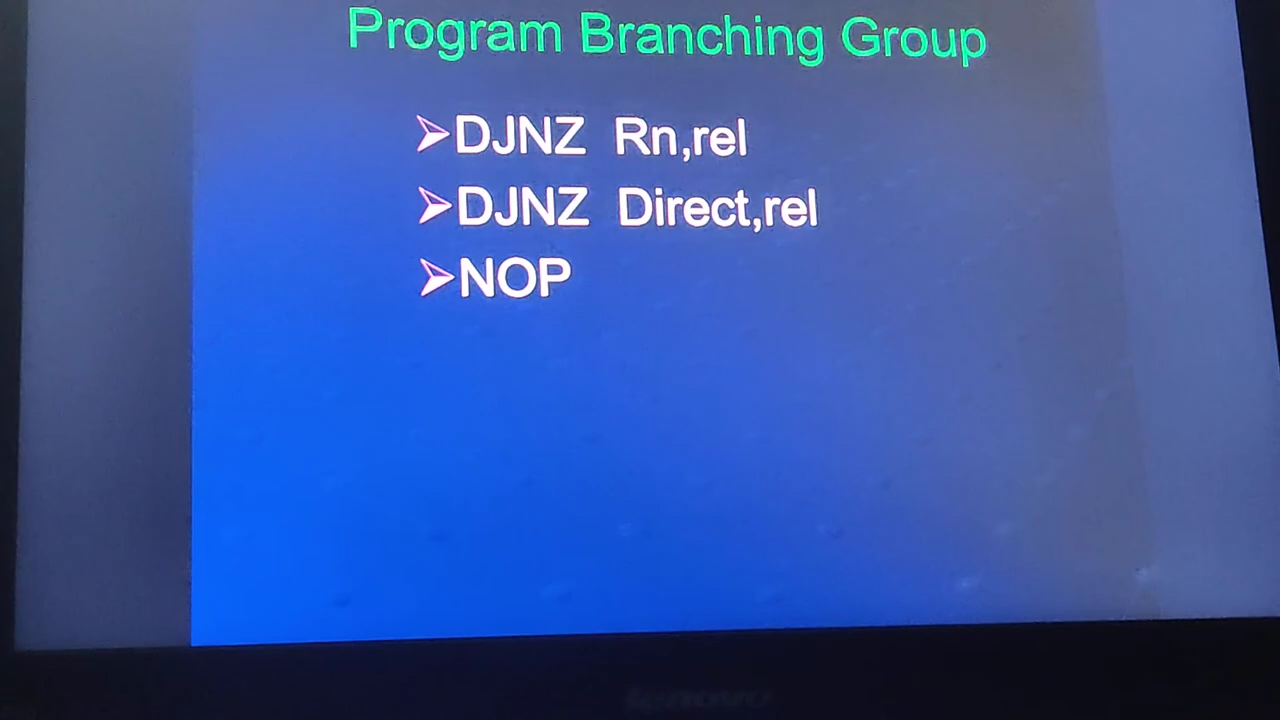 Program Branching Group
➢DJNZ Rn,rel
➢DJNZ Direct,rel
➢NOP